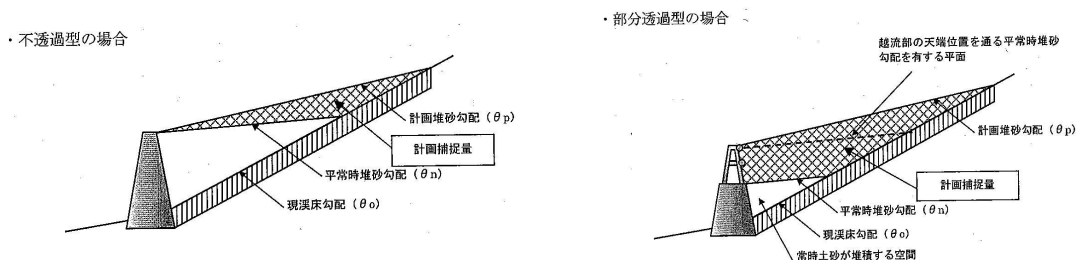 ・不透過型の場合
計画堆砂勾配（θp）
計画捕捉量
平常時堆砂勾配（θn）
現渓床勾配（θo）
・部分透過型の場合
越流部の天端位置を通る平常時堆砂
勾配を有する平面
計画堆砂勾配（θp）
計画捕捉量
平常時堆砂勾配（θn）
現渓床勾配（θo）
常時土砂が堆積する空間